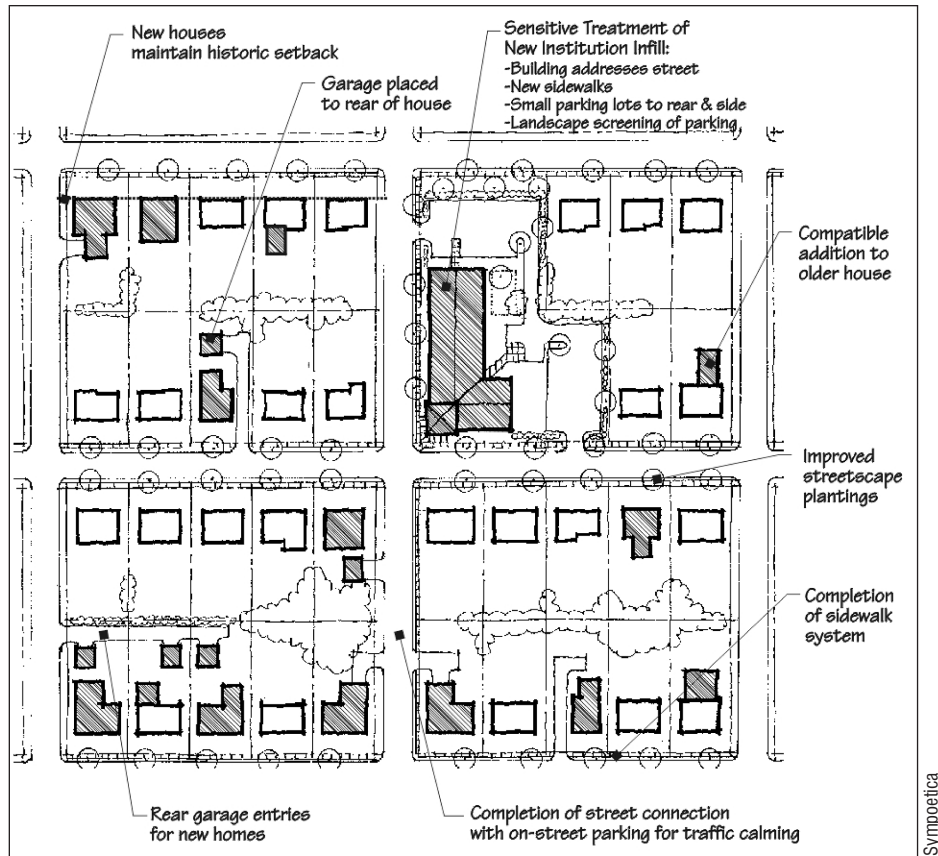 New houses
maintain historic setback
Garage placed
to rear of house
Sensitive Treatment of
New Institution Infill:
-Building addresses street
-New sidewalks
-Small parking lots to rear & side
-Landscape screening of parking
Compatible
addition to
older house
Improved
streetscape
plantings
Completion
of sidewalk
system
Rear garage entries
for new homes
Completion of street connection
with on-street parking for traffic calming
Sympoetica